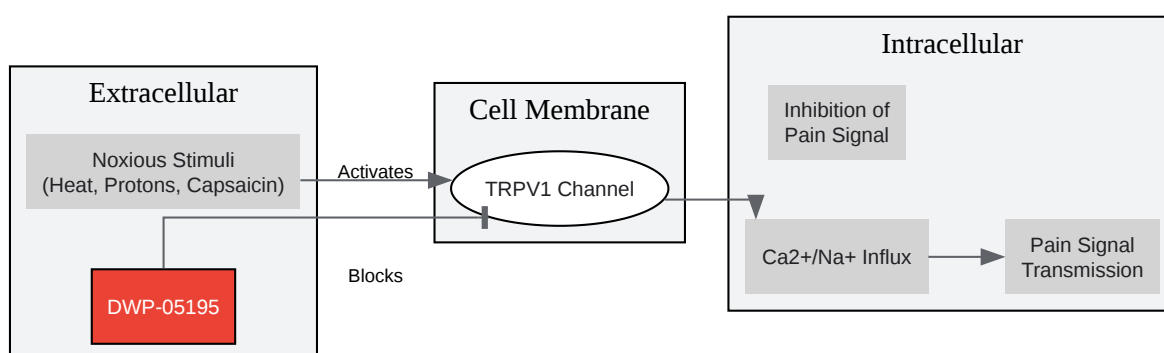 Extracellular
Noxious Stimuli
(Heat, Protons, Capsaicin)
DWP-05195
Activates
Blocks
Cell Membrane
TRPV1 Channel
Intracellular
Inhibition of
Pain Signal
Ca2+/Na+ Influx
Pain Signal
Transmission